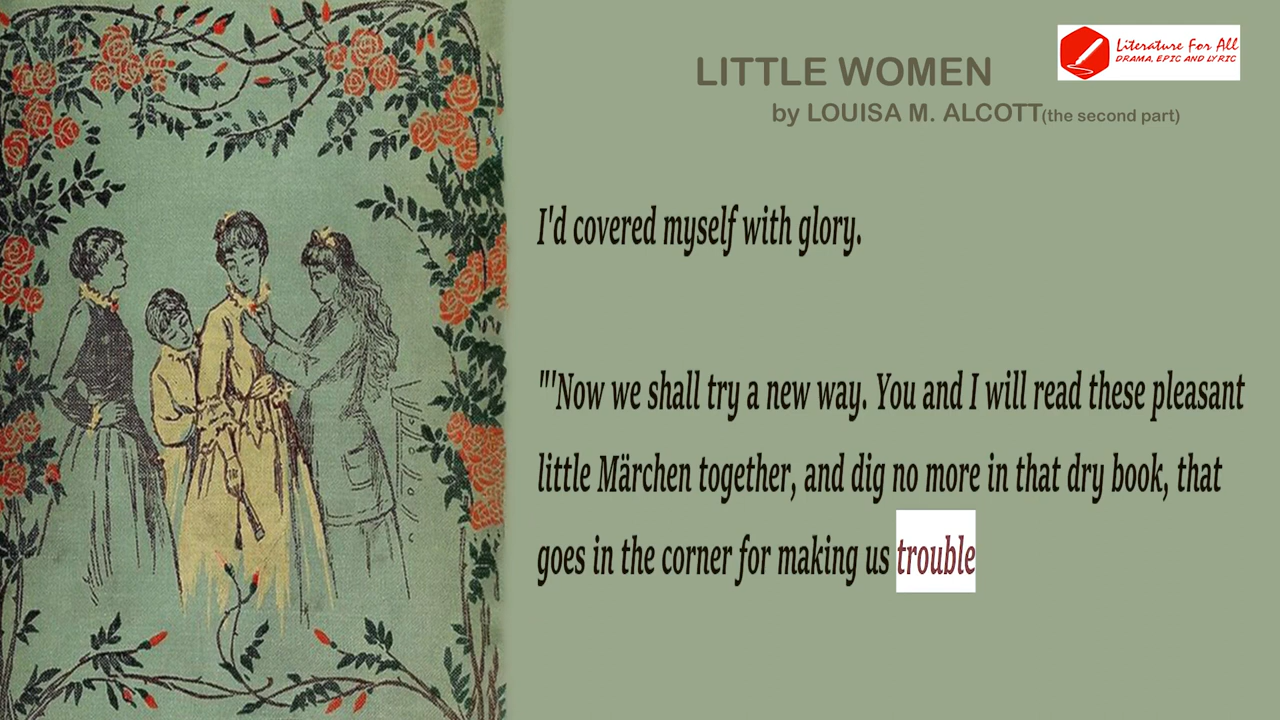 LITTLE WOMEN
by LOUISA M. ALCOTT(the second part)
Literature For All
DRAMA, EPIC AND LYRIC
I'd covered myself with glory.
"'Now we shall try a new way. You and I will read these pleasant
little Märchen together, and dig no more in that dry book, that
goes in the corner for making us trouble